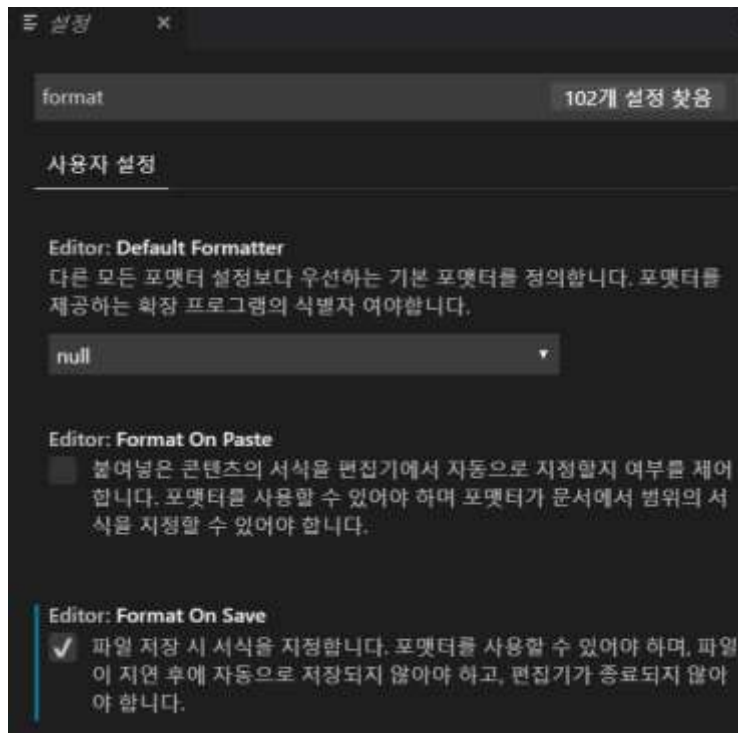 설정
format
102개 설정 찾음
사용자 설정
Editor: Default Formatter
다른 모든 포맷터 설정보다 우선하는 기본 포맷터를 정의합니다. 포맷터를
제공하는 확장 프로그램의 식별자 여야합니다.
null
Editor: Format On Paste
붙여넣은 콘텐츠의 서식을 편집기에서 자동으로 지정할지 여부를 제어
합니다. 포맷터를 사용할 수 있어야 하며 포맷터가 문서에서 범위의 서
식을 지정할 수 있어야 합니다.
Editor: Format On Save
파일 저장 시 서식을 지정합니다. 포맷터를 사용할 수 있어야 하며, 파일
이 지연 후에 자동으로 저장되지 않아야 하고, 편집기가 종료되지 않아
야 합니다.